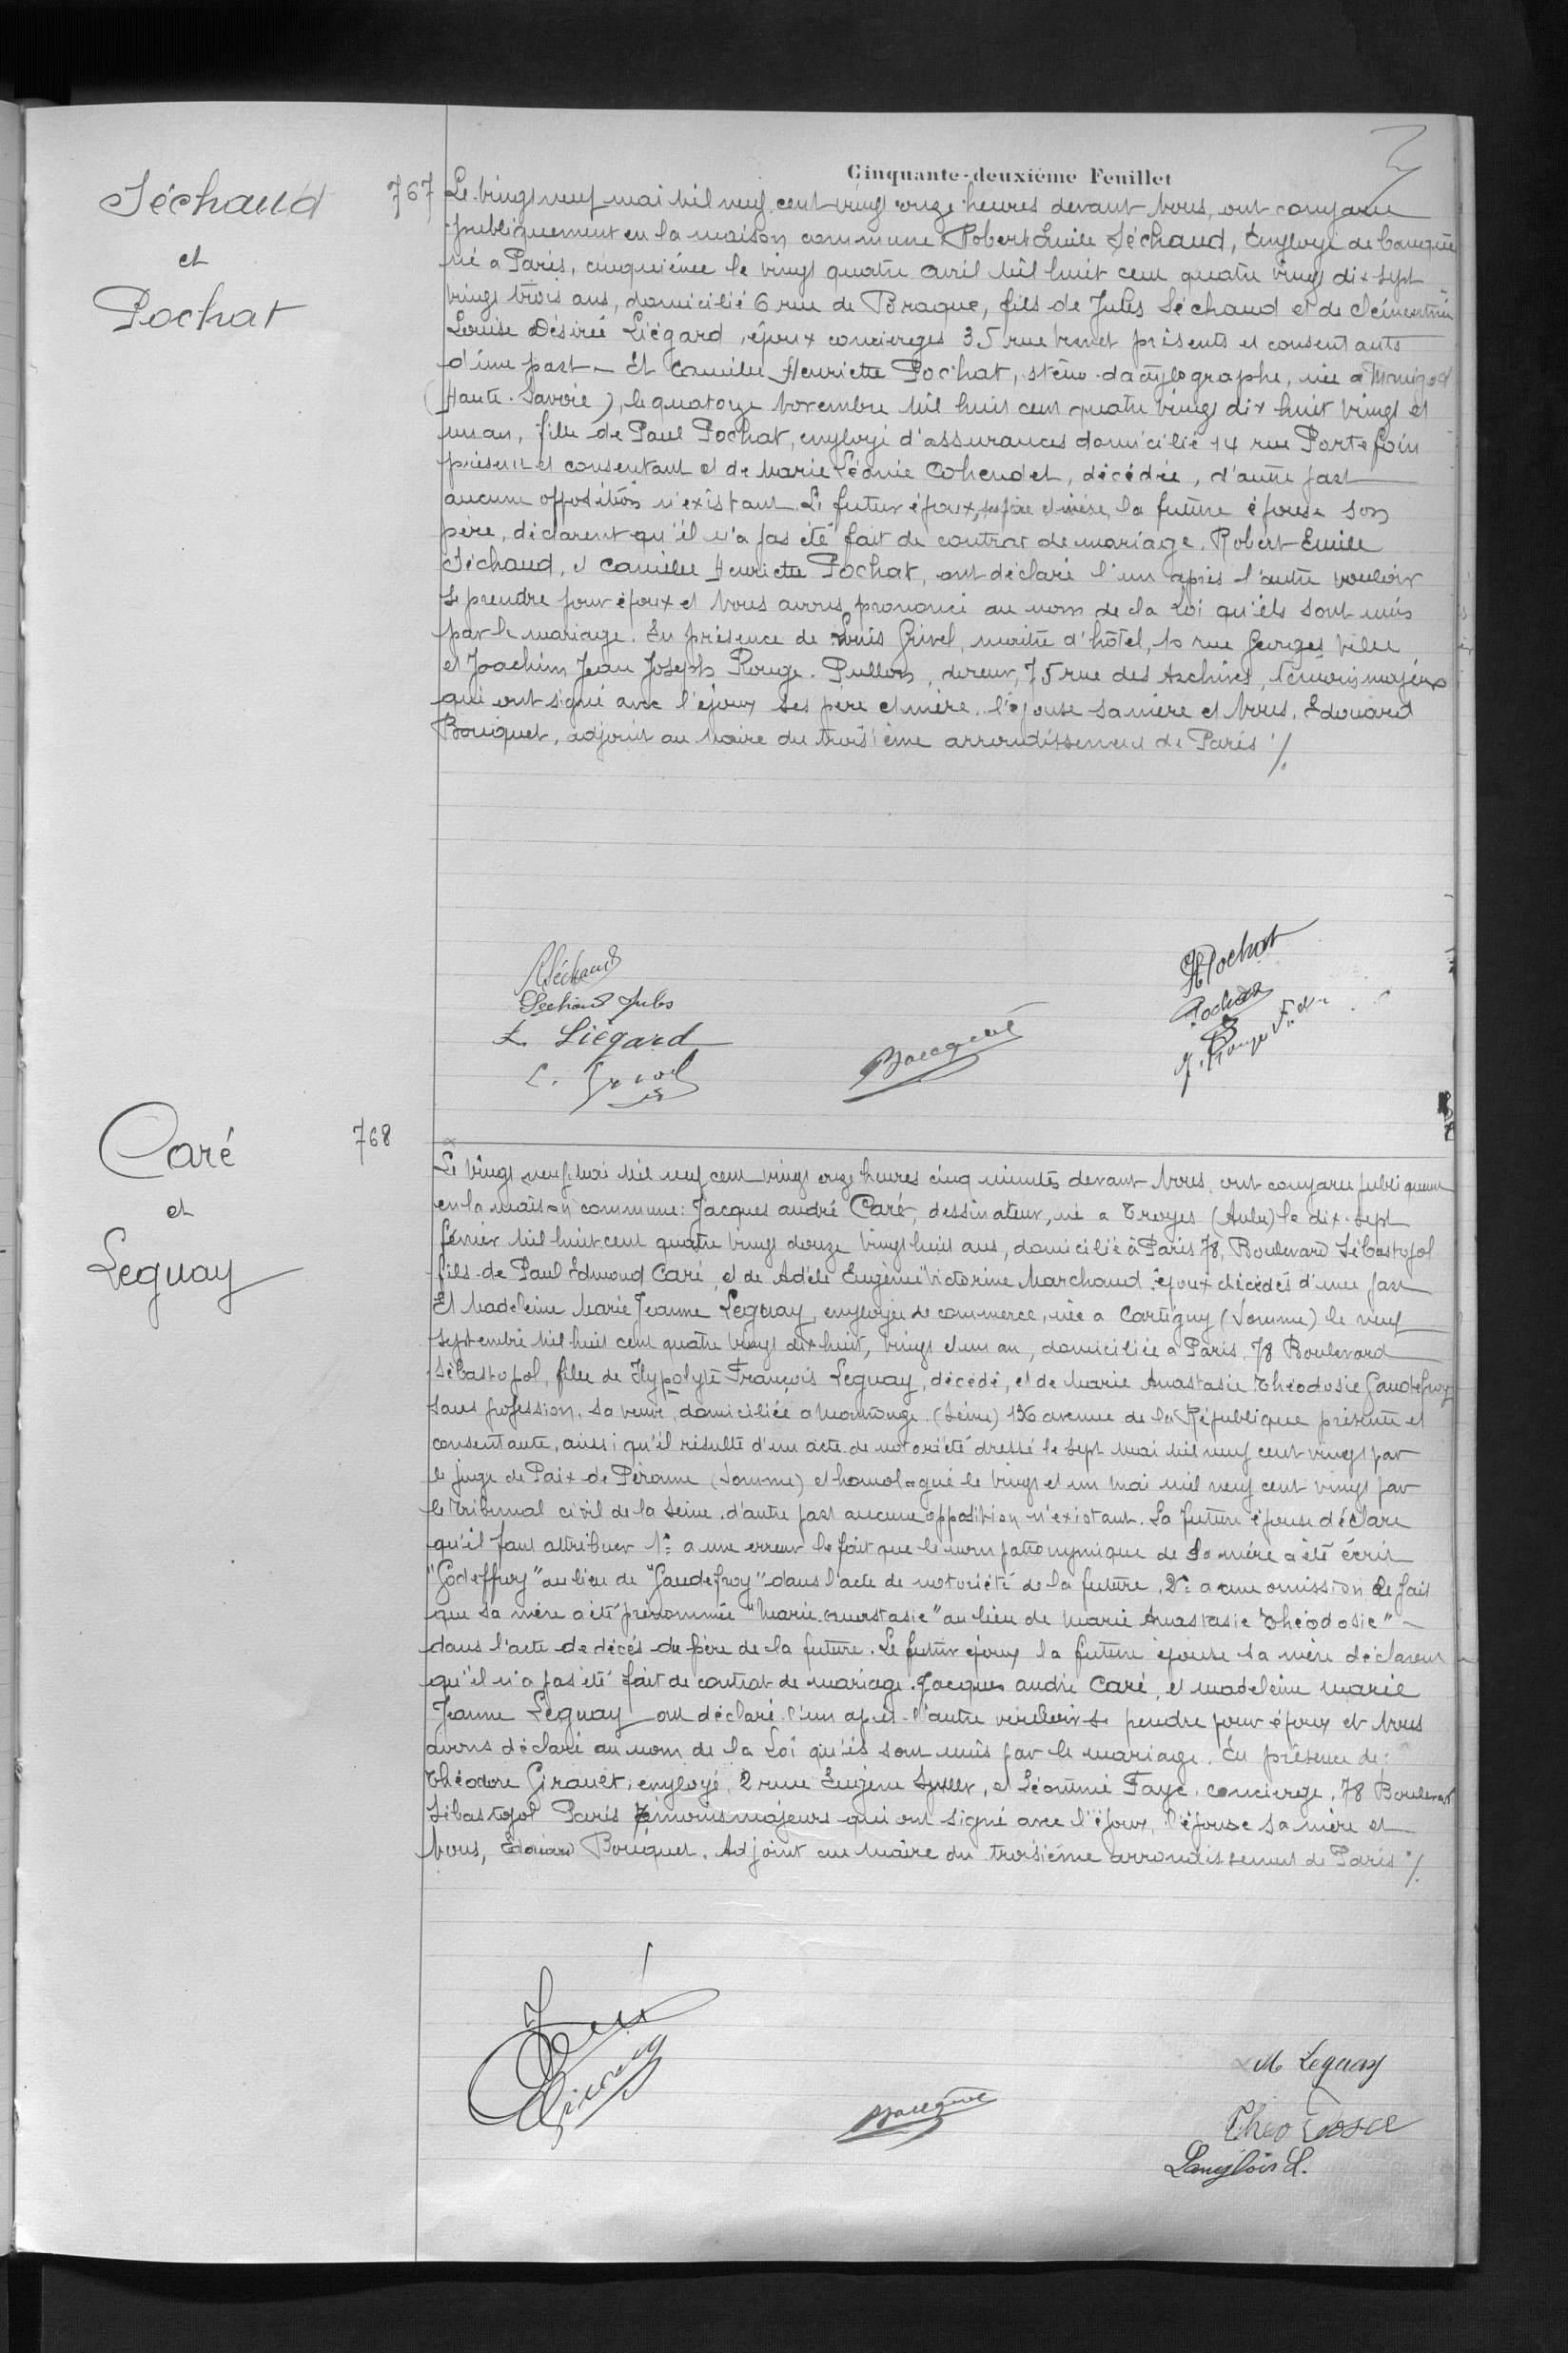 Cinquante-deuxième Feuillet
Séchaud
et
Pochat
767
Le vingt neuf mai mil neuf cent vingt onze heures devant Nous, ont comparu
publiquement en la maison commune Robert Emile Séchaud, employé de banque
né à Paris, cinquième le vingt quatre avril mil huit cent quatre vingt dix sept
vingt trois ans, domicilié 6 rue de Braque, fils de Jules Séchaud et de Clémentine
Louise Désirée Liégard, époux concierges 35 rue présents et consentants
d'une part - Et Camille Henriette Pochat, sténo-dactylographe, née à Manigod
(Haute-Savoie), le quatorze novembre mil huit cent quatre vingt dix huit vingt et
un an, fille de Paul Pochat, employé d'assurances domicilié 14 rue Portefoin
présent et consentant et de Marie Léonie Cohendet, décédée, d'autre part
aucune opposition n'existant. Le futur époux, ses père et mère, la future épouse son
père, déclarent qu'il n'a pas été fait de contrat de mariage. Robert Emile
Séchaud, et Camille Henriette Pochat, ont déclaré l'un après l'autre vouloir
se prendre pour époux et Nous avons prononcé au nom de la Loi qu'ils sont unis
par le mariage. En présence de Louis Grivel, maître d'hôtel, 10 rue Georges Ville
et Joachim Jean Joseph Rouge-Pullon, doreur, 75 rue des Archives, témoins majeurs
qui ont signé avec l'époux ses père et mère, l'épouse sa mère et Nous, Edouard
Bouquet, adjoint au Maire du troisième arrondissement de Paris ./.
RSéchaud
Séchaud Jules
L. Liégard
L. Grivel
HPochat
Pochat
Caré
et
Leguay
768
Le vingt neuf mai mil neuf cent vingt onze heures cinq minutes devant Nous, ont comparu publiquement
en la maison commune: Jacques André Caré, dessinateur, né à Troyes (Aube) le dix-sept
février mil huit cent quatre vingt douze vingt huit ans, domicilié à Paris 78, Boulevard Sébastopol
fils de Paul Edmond Caré, et de Adèle Eugénie Victorine Marchand époux décédés d'une part
Et Madeleine Marie Jeanne Leguay, employée de commerce, née à Cartigny (Somme) le neuf
septembre mil huit cent quatre vingt dix huit, vingt et un an, domiciliée à Paris, 78 Boulevard
Sébastopol, fille de Hypolyte François Leguay, décédé, et de Marie Anastasie Théodosie Gaudefroy
sans profession, sa veuve, domiciliée à Montrouge (Seine) 136 avenue de la République présente et
consentante, ainsi qu'il résulte d'un acte de notoriété dressé le sept mai mil neuf cent vingt par
le juge de Paix de Péronne (Somme) et homologué le vingt et un mai mil neuf cent vingt par
le Tribunal civil de la Seine, d'autre part aucune opposition n'existant. La future épouse déclare
qu'il faut attribuer 1º à une erreur le fait que le nom patronymique de sa mère a été écrit
"Godeffroy" au lieu de "Gaudefroy" dans l'acte de notoriété de la future, 2º à une omission le fait
que sa mère a été prénommée "Marie Anastasie" au lieu de Marie Anastasie Théodosie" -
dans l'acte de décès du père de la future. Le futur époux la future épouse sa mère déclarent
qu'il n'a pas été fait de contrat de mariage. Jacques André Caré, et Madeleine Marie
Jeanne Leguay ont déclaré l'un après l'autre vouloir se prendre pour époux et Nous
avons déclaré au nom de la Loi qu'ils sont unis par le mariage. En présence de:
Théodore Girault, employé, 2 rue Eugène Spuller, et Léontine Faye, concierge, 78 Boulevard
Sébastopol Paris témoins majeurs qui ont signé avec l'époux, l'épouse sa mère et
Nous, Edouard Bouquet, Adjoint au Maire du troisième arrondissement de Paris ./.
M Leguay
Langlois L.